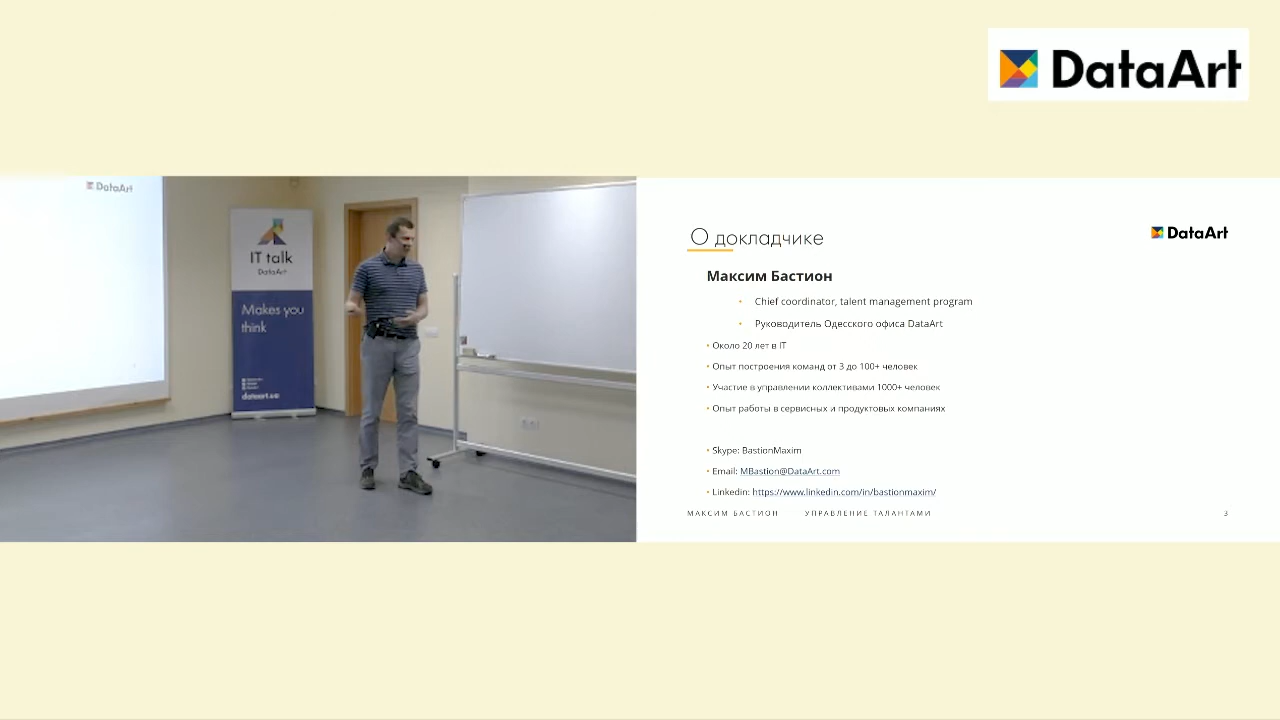 DataArt
DataArt
IT talk
DataArt
Makes you
think
dataart.ua
О докладчике
DataArt
Максим Бастион
• Chief coordinator, talent management program
• Руководитель Одесского офиса DataArt
• Около 20 лет в IT
• Опыт построения команд от 3 до 100+ человек
• Участие в управлении коллективами 1000+ человек
• Опыт работы в сервисных и продуктовых компаниях
• Skype: BastionMaxim
• Email: MBastion@DataArt.com
• Linkedin: https://www.linkedin.com/in/bastionmaxim/
МАКСИМ БАСТИОН УПРАВЛЕНИЕ ТАЛАНТАМИ 3